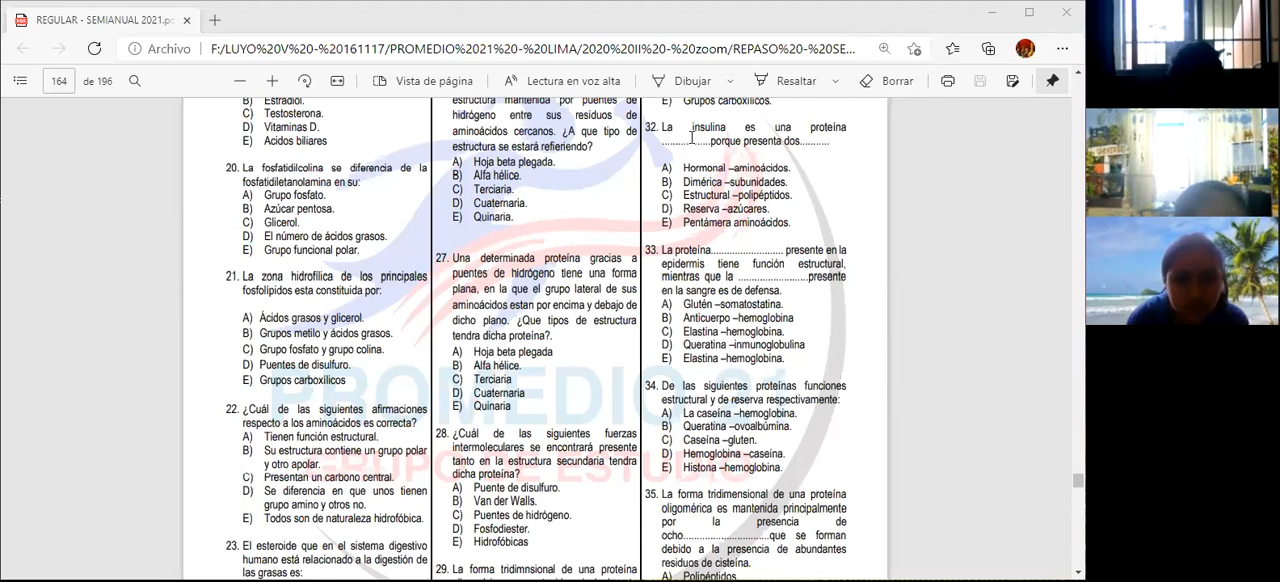 REGULAR - SEMIANUAL 2021.pd
Archivo
F:/LUYO%20V%20-%20161117/PROMEDIO%2021%20-%20LIMA/2020%20II%20-%20zoom/REPASO%20-%20SE...
164 de 196
Vista de página
Lectura en voz alta
Dibujar
Resaltar
Borrar
B) Estradiol.
C) Testosterona.
D) Vitaminas D.
E) Acidos biliares
20. La fosfatidilcolina se diferencia de la
fosfatidiletanolamina en su:
A) Grupo fosfato.
B) Azúcar pentosa.
C) Glicerol.
D) El número de ácidos grasos.
E) Grupo funcional polar.
21. La zona hidrofílica de los principales
fosfolípidos esta constituida por:
A) Ácidos grasos y glicerol.
B) Grupos metilo y ácidos grasos.
C) Grupo fosfato y grupo colina.
D) Puentes de disulfuro.
E) Grupos carboxílicos
22. ¿Cuál de las siguientes afirmaciones
respecto a los aminoácidos es correcta?
A) Tienen función estructural.
B) Su estructura contiene un grupo polar
y otro apolar.
C) Presentan un carbono central.
D) Se diferencia en que unos tienen
grupo amino y otros no.
E) Todos son de naturaleza hidrofóbica.
23. El esteroide que en el sistema digestivo
humano está relacionado a la digestión de
las grasas es:
estructura mantenida por puentes de
hidrógeno entre sus residuos de
aminoácidos cercanos. ¿A que tipo de
estructura se estará refieriendo?
A) Hoja beta plegada.
B) Alfa hélice.
C) Terciaria.
D) Cuaternaria.
E) Quinaria.
27. Una determinada proteína gracias a
puentes de hidrógeno tiene una forma
plana, en la que el grupo lateral de sus
aminoácidos estan por encima y debajo de
dicho plano. ¿Que tipos de estructura
tendra dicha proteína?.
A) Hoja beta plegada
B) Alfa hélice.
C) Terciaria
D) Cuaternaria
E) Quinaria
28. ¿Cuál de las siguientes fuerzas
intermoleculares se encontrará presente
tanto en la estructura secundaria tendra
dicha proteína?
A) Puente de disulfuro.
B) Van der Walls.
C) Puentes de hidrógeno.
D) Fosfodiester.
E) Hidrofóbicas
29. La forma tridimnsional de una proteína
E) Grupos carboxílicos.
32. La insulina es una proteína
..................porque presenta dos..........
A) Hormonal –aminoácidos.
B) Dimérica –subunidades.
C) Estructural –polipéptidos.
D) Reserva –azúcares.
E) Pentámera aminoácidos.
33. La proteína.......................... presente en la
epidermis tiene función estructural,
mientras que la ..........................presente
en la sangre es de defensa.
A) Glutén –somatostatina.
B) Anticuerpo –hemoglobina
C) Elastina –hemoglobina.
D) Queratina –inmunoglobulina
E) Elastina –hemoglobina.
34. De las siguientes proteínas funciones
estructural y de reserva respectivamente:
A) La caseína –hemoglobina.
B) Queratina –ovoalbúmina.
C) Caseína –gluten.
D) Hemoglobina –caseína.
E) Histona –hemoglobina.
35. La forma tridimensional de una proteína
oligomérica es mantenida principalmente
por la presencia de
ocho..............................que se forman
debido a la presencia de abundantes
residuos de cisteína.
A) Polipéptidos.
PROMEDIO 21
GRUPO DE ESTUDIO